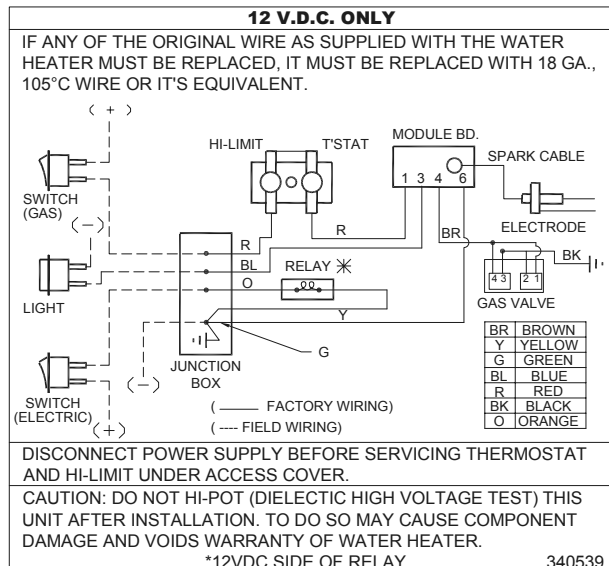 12 V.D.C. ONLY
IF ANY OF THE ORIGINAL WIRE AS SUPPLIED WITH THE WATER
HEATER MUST BE REPLACED, IT MUST BE REPLACED WITH 18 GA.,
105°C WIRE OR IT'S EQUIVALENT.
( + )
HI-LIMIT
T'STAT
MODULE BD.
1 3 4 6
SPARK CABLE
SWITCH
(GAS)
(-)
ELECTRODE
R
R
BR
BL
O
RELAY
BK
4 3 2 1
GAS VALVE
LIGHT
Y
G
(-)
JUNCTION
BOX
SWITCH
(ELECTRIC)
(+)
BR BROWN
Y YELLOW
G GREEN
BL BLUE
R RED
BK BLACK
O ORANGE
( ——— FACTORY WIRING)
( ---- FIELD WIRING)
DISCONNECT POWER SUPPLY BEFORE SERVICING THERMOSTAT
AND HI-LIMIT UNDER ACCESS COVER.
CAUTION: DO NOT HI-POT (DIELECTIC HIGH VOLTAGE TEST) THIS
UNIT AFTER INSTALLATION. TO DO SO MAY CAUSE COMPONENT
DAMAGE AND VOIDS WARRANTY OF WATER HEATER.
*12VDC SIDE OF RELAY 340539